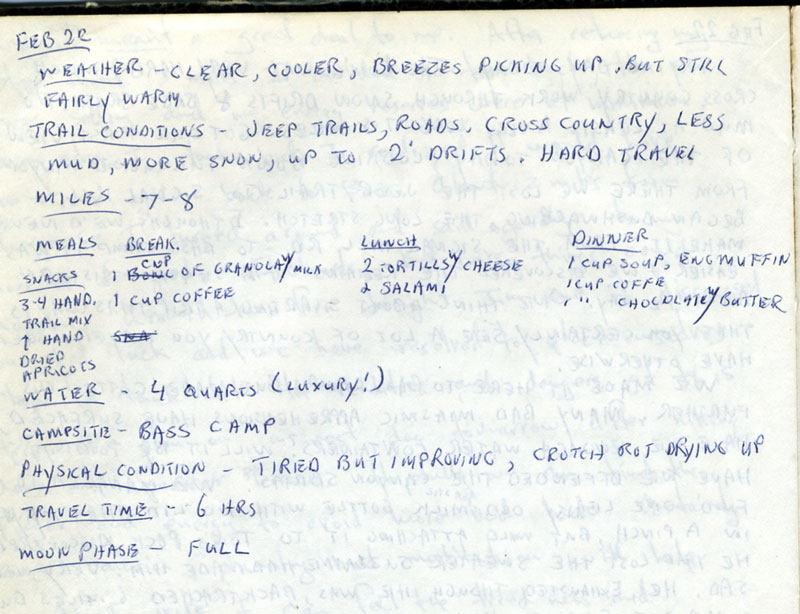 FEB 22
WEATHER - CLEAR, COOLER, BREEZES PICKING UP, BUT STILL
FAIRLY WARM
TRAIL CONDITIONS - JEEP TRAILS, ROADS, CROSS COUNTRY, LESS
MUD, MORE SNOW, UP TO 2' DRIFTS. HARD TRAVEL
MILES - 7-8
MEALS BREAK. LUNCH DINNER
SNACKS 1 CUP OF GRANOLA W/ MILK 2 TORTILLS W/ CHEESE 1 CUP SOUP, ENG MUFFIN
3-4 HAND, 1 CUP COFFEE 2 SALAMI 1 CUP COFFE
TRAIL MIX 1 " CHOCOLATE W/ BUTTER
1 HAND
DRIED
APRICOTS
WATER - 4 QUARTS (LUXURY!)
CAMPSITE - BASS CAMP
PHYSICAL CONDITION - TIRIED BUT IMPROVING, CROTCH ROT DRYING UP
TRAVEL TIME - 6 HRS
MOON PHASE - FULL